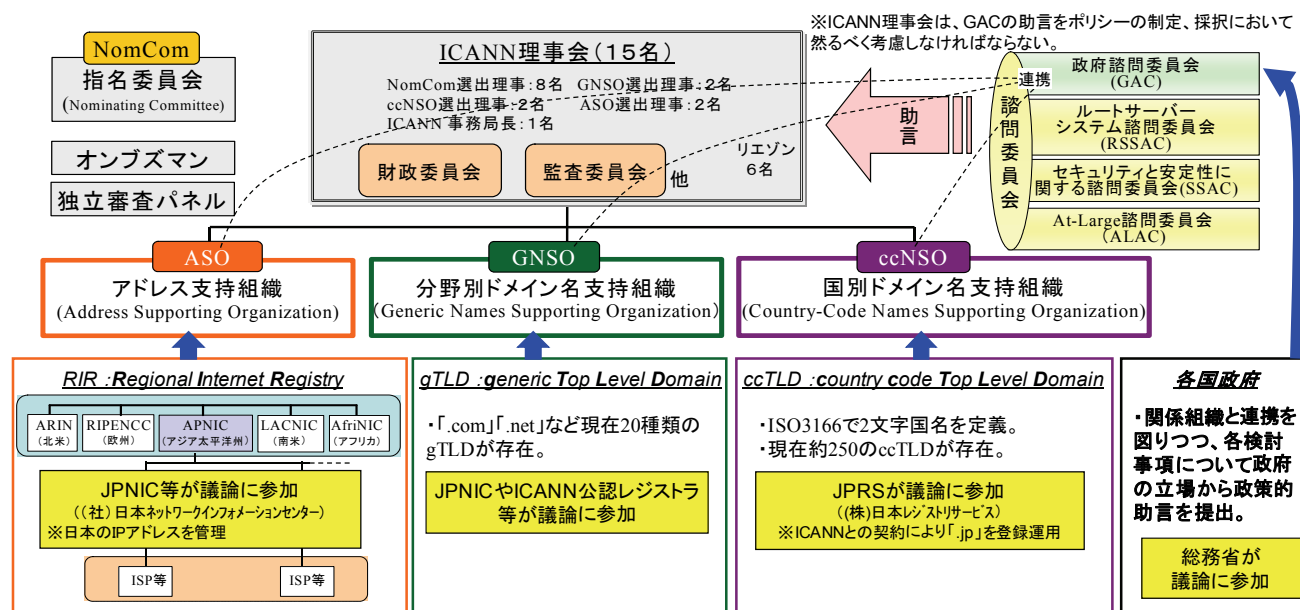 ※ICANN理事会は、GACの助言をポリシーの制定、採択において
然るべく考慮しなければならない。
NomCom
指名委員会
(Nominating Committee)
オンブズマン
独立審査パネル
ICANN理事会(15名)
NomCom選出理事:8名 GNSO選出理事:2名
ccNSO選出理事:2名 ASO選出理事:2名
ICANN 事務局長:1名
財政委員会
監査委員会
他
リエゾン
6名
助言
連携
諮問委員会
政府諮問委員会
(GAC)
ルートサーバー
システム諮問委員会
(RSSAC)
セキュリティと安定性に
関する諮問委員会(SSAC)
At-Large諮問委員会
(ALAC)
ASO
アドレス支持組織
(Address Supporting Organization)
GNSO
分野別ドメイン名支持組織
(Generic Names Supporting Organization)
ccNSO
国別ドメイン名支持組織
(Country-Code Names Supporting Organization)
RIR :Regional Internet Registry
ARIN
(北米)
RIPENCC
(欧州)
APNIC
(アジア太平洋州)
LACNIC
(南米)
AfriNIC
(アフリカ)
JPNIC等が議論に参加
((社)日本ネットワークインフォメーションセンター)
※日本のIPアドレスを管理
ISP等
ISP等
gTLD :generic Top Level Domain
・「.com」「.net」など現在20種類の
gTLDが存在。
JPNICやICANN公認レジストラ
等が議論に参加
ccTLD :country code Top Level Domain
・ISO3166で2文字国名を定義。
・現在約250のccTLDが存在。
JPRSが議論に参加
((株)日本レジストリサービス)
※ICANNとの契約により「.jp」を登録運用
各国政府
・関係組織と連携を
図りつつ、各検討
事項について政府
の立場から政策的
助言を提出。
総務省が
議論に参加